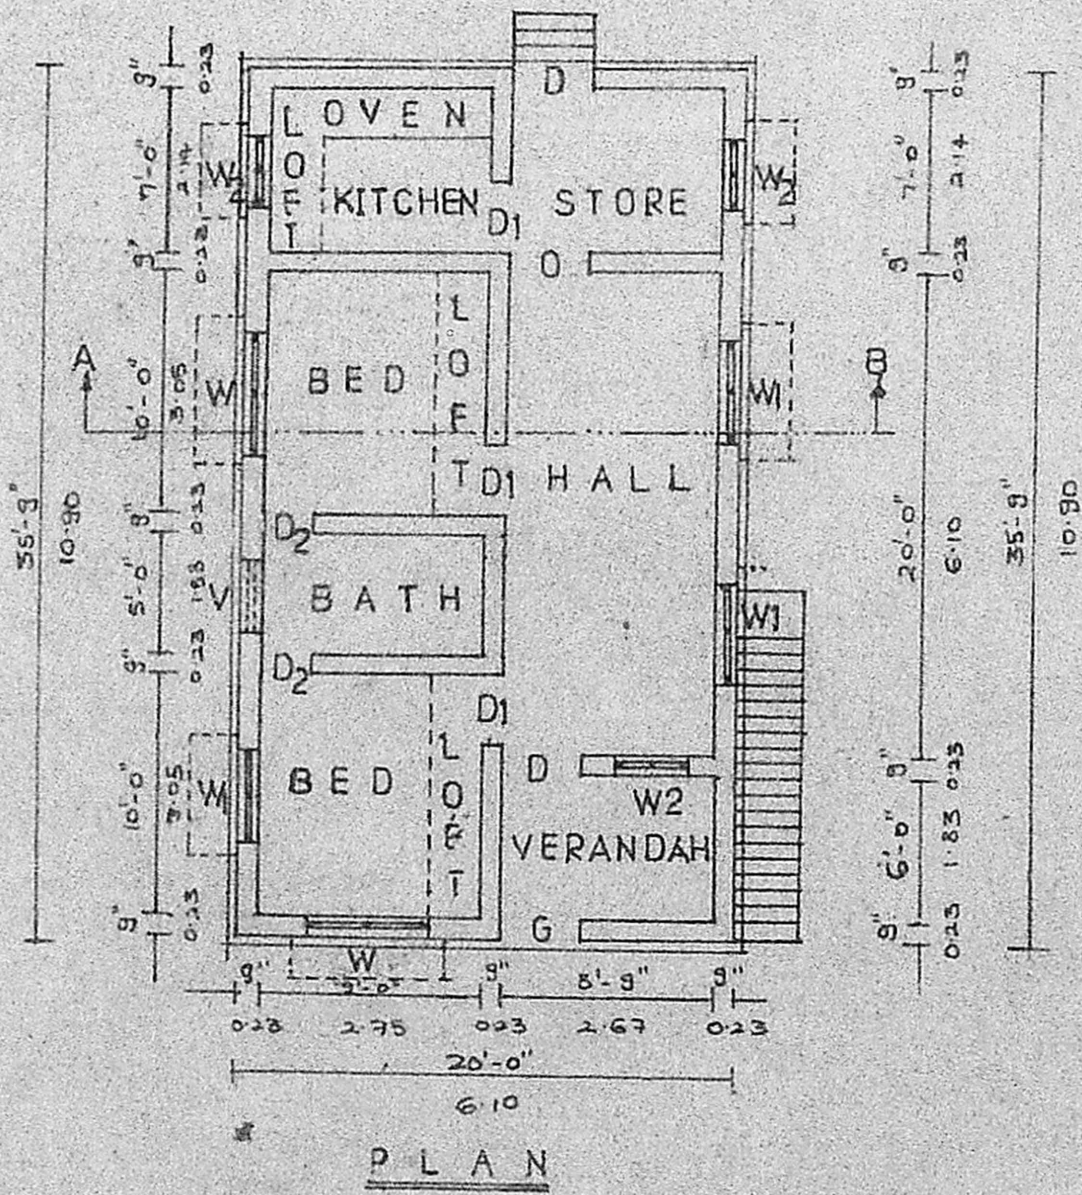 D
9" 0.23
9" 0.23
LOFT
OVEN
7'-0" 2.14
W2
KITCHEN
D1
STORE
W2
7'-0" 2.14
9" 0.23
O
9" 0.23
A
10'-0" 3.05
W
BED
LOFT
W1
B
D1
HALL
35'-9"
10.90
9" 0.23
D2
20'-0"
6.10
35'-9"
10.90
5'-0"
V
BATH
W1
9" 0.23
D2
D1
10'-0" 3.05
W1
BED
LOFT
D
W2
9" 0.23
VERANDAH
6'-0" 1.83
9" 0.23
G
9" 0.23
W
9" 9'-0" 9" 8'-9" 9"
0.23 2.75 0.23 2.67 0.23
20'-0"
6.10
PLAN